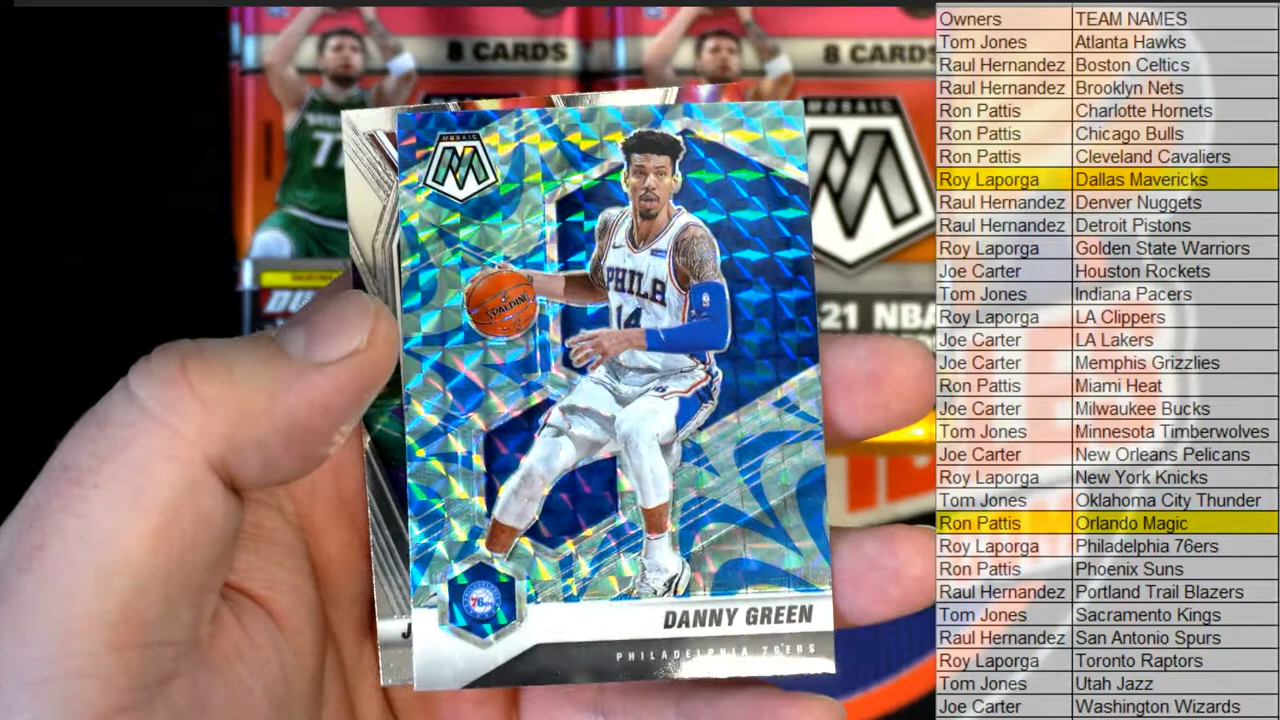 8 CARDS
8 CARDS
77
MOSAIC
M
PHILA
14
SPALDING
21 NBA
76ers
DANNY GREEN
PHILADELPHIA 76ERS
J
Owners TEAM NAMES
Tom Jones Atlanta Hawks
Raul Hernandez Boston Celtics
Raul Hernandez Brooklyn Nets
Ron Pattis Charlotte Hornets
Ron Pattis Chicago Bulls
Ron Pattis Cleveland Cavaliers
Roy Laporga Dallas Mavericks
Raul Hernandez Denver Nuggets
Raul Hernandez Detroit Pistons
Roy Laporga Golden State Warriors
Joe Carter Houston Rockets
Tom Jones Indiana Pacers
Roy Laporga LA Clippers
Joe Carter LA Lakers
Joe Carter Memphis Grizzlies
Ron Pattis Miami Heat
Joe Carter Milwaukee Bucks
Tom Jones Minnesota Timberwolves
Joe Carter New Orleans Pelicans
Roy Laporga New York Knicks
Tom Jones Oklahoma City Thunder
Ron Pattis Orlando Magic
Roy Laporga Philadelphia 76ers
Ron Pattis Phoenix Suns
Raul Hernandez Portland Trail Blazers
Tom Jones Sacramento Kings
Raul Hernandez San Antonio Spurs
Roy Laporga Toronto Raptors
Tom Jones Utah Jazz
Joe Carter Washington Wizards